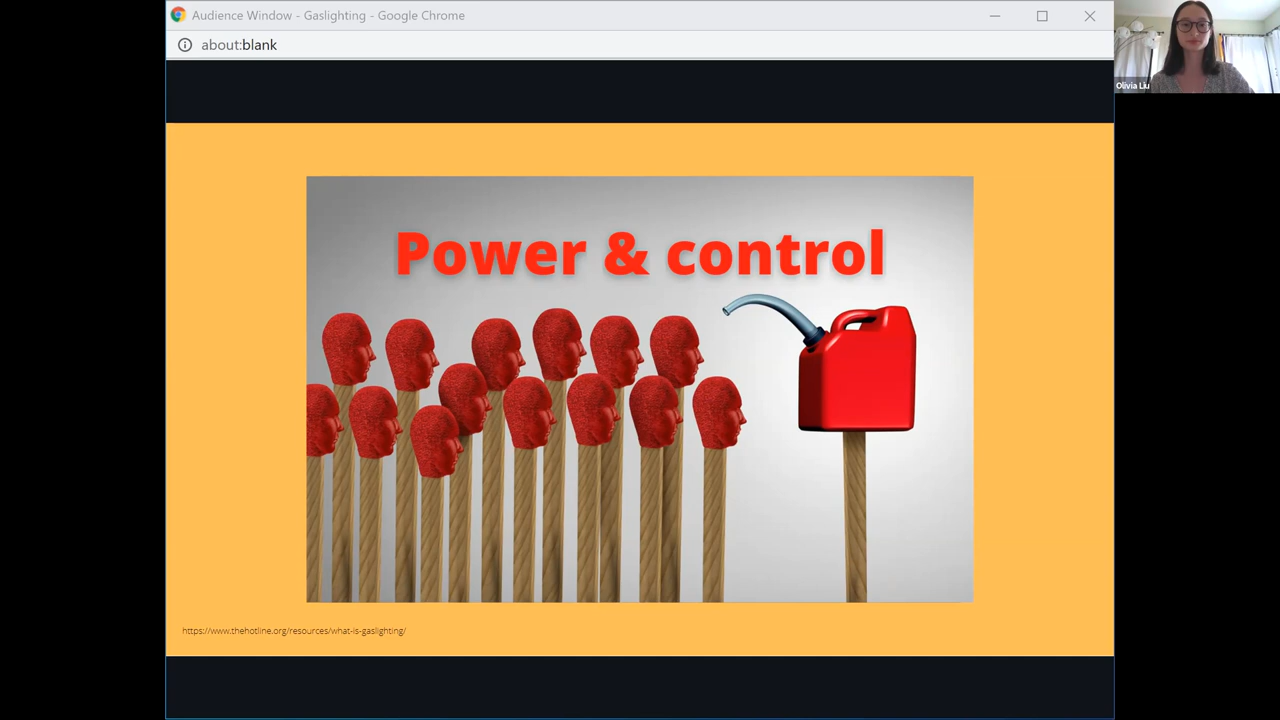 Audience Window - Gaslighting - Google Chrome
about:blank
Olivia Liu
Power & control
https://www.thehotline.org/resources/what-is-gaslighting/